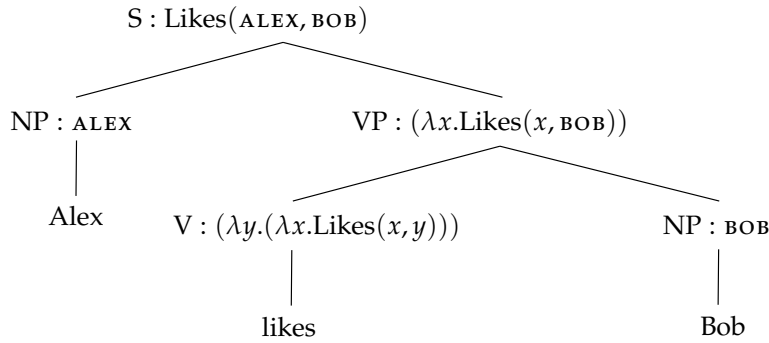 S : Likes(ALEX, BOB)
NP : ALEX VP : (λx.Likes(x, BOB))
Alex V : (λy.(λx.Likes(x, y))) NP : BOB
likes Bob